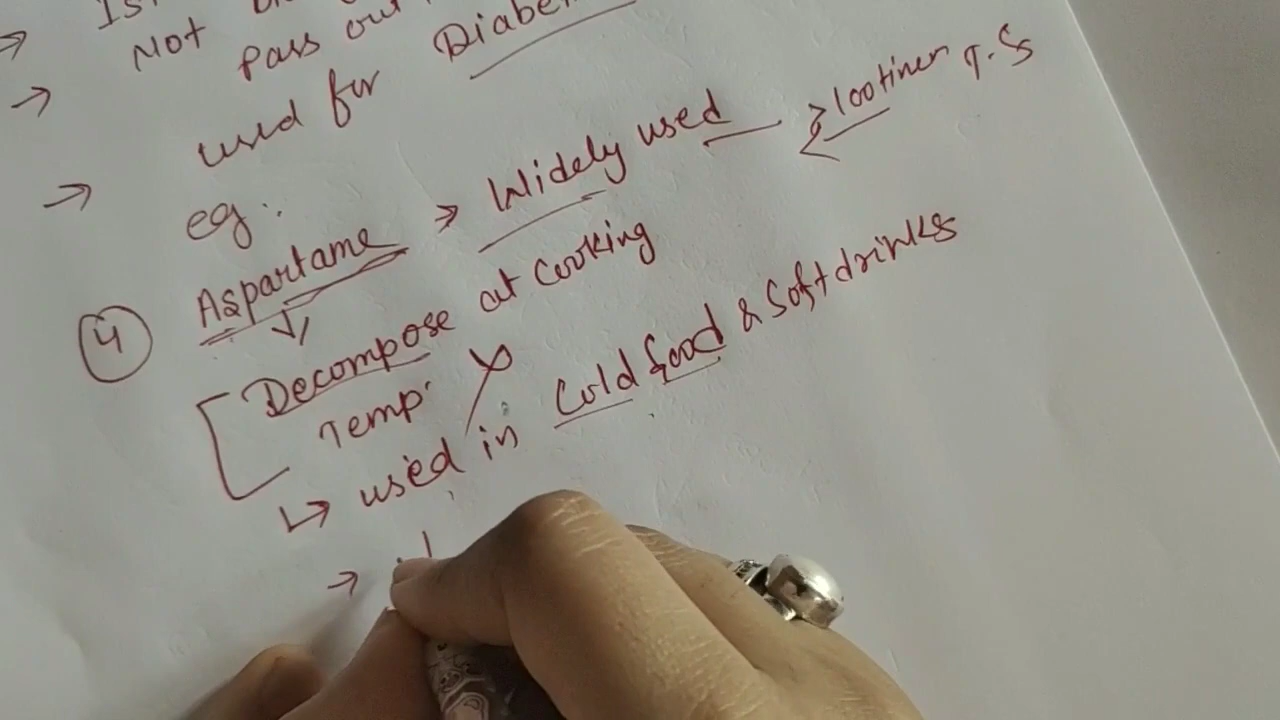 Not
pass out
used for Diabe
eg:
④ Aspartame → Widely used → 100 times
Decompose at Cooking
Temp
↳ used in Cold food & Soft drinks
→